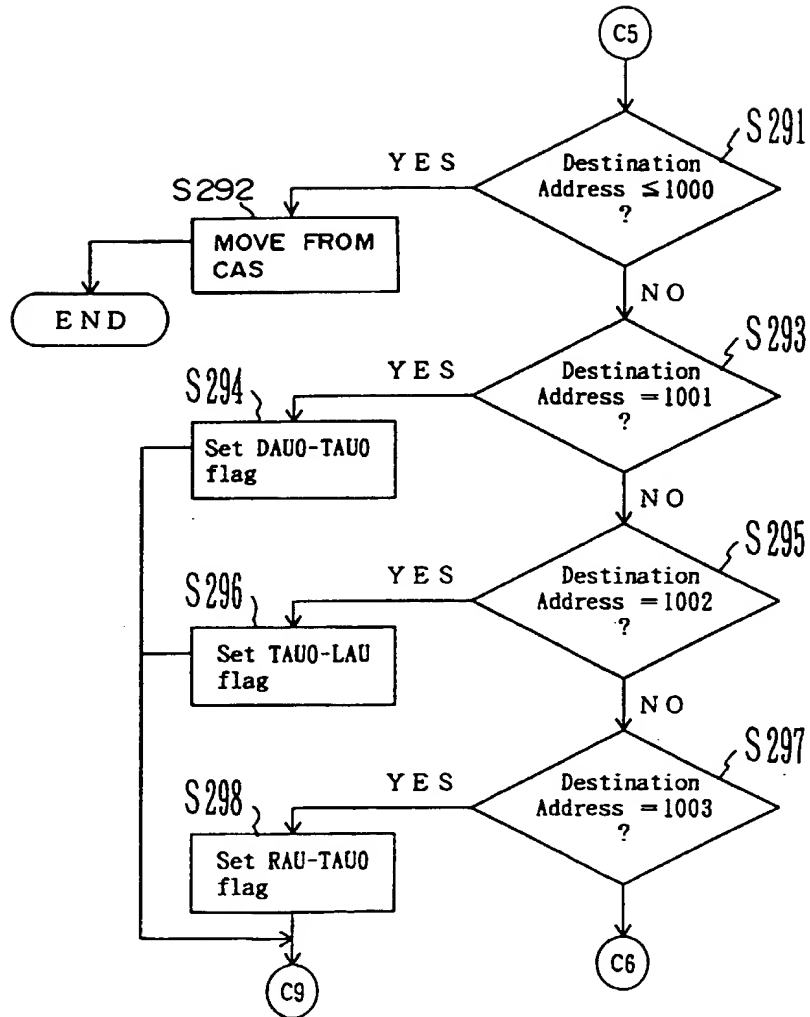 C5
S291
YES
Destination
Address ≤1000
?
S292
MOVE FROM
CAS
END
NO
S293
YES
Destination
Address =1001
?
S294
Set DAU0-TAU0
flag
NO
S295
YES
Destination
Address =1002
?
S296
Set TAU0-LAU
flag
NO
S297
YES
Destination
Address =1003
?
S298
Set RAU-TAU0
flag
C9
C6